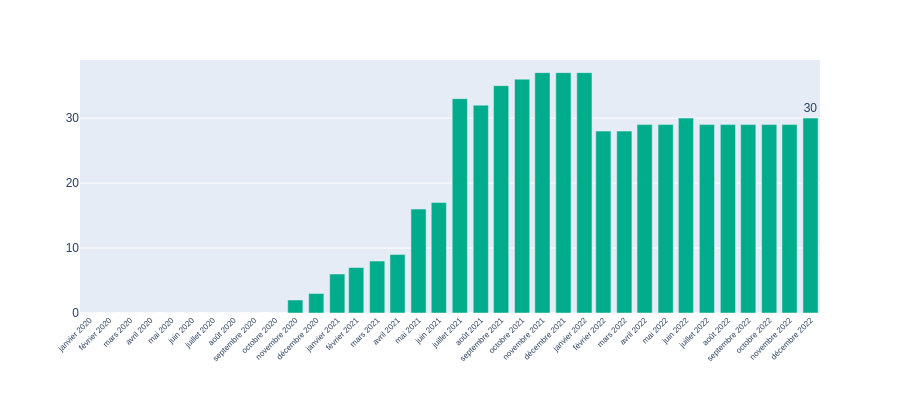 30
30
20
10
0
janvier 2020
février 2020
mars 2020
avril 2020
mai 2020
juin 2020
juillet 2020
août 2020
septembre 2020
octobre 2020
novembre 2020
décembre 2020
janvier 2021
février 2021
mars 2021
avril 2021
mai 2021
juin 2021
juillet 2021
août 2021
septembre 2021
octobre 2021
novembre 2021
décembre 2021
janvier 2022
février 2022
mars 2022
avril 2022
mai 2022
juin 2022
juillet 2022
août 2022
septembre 2022
octobre 2022
novembre 2022
décembre 2022